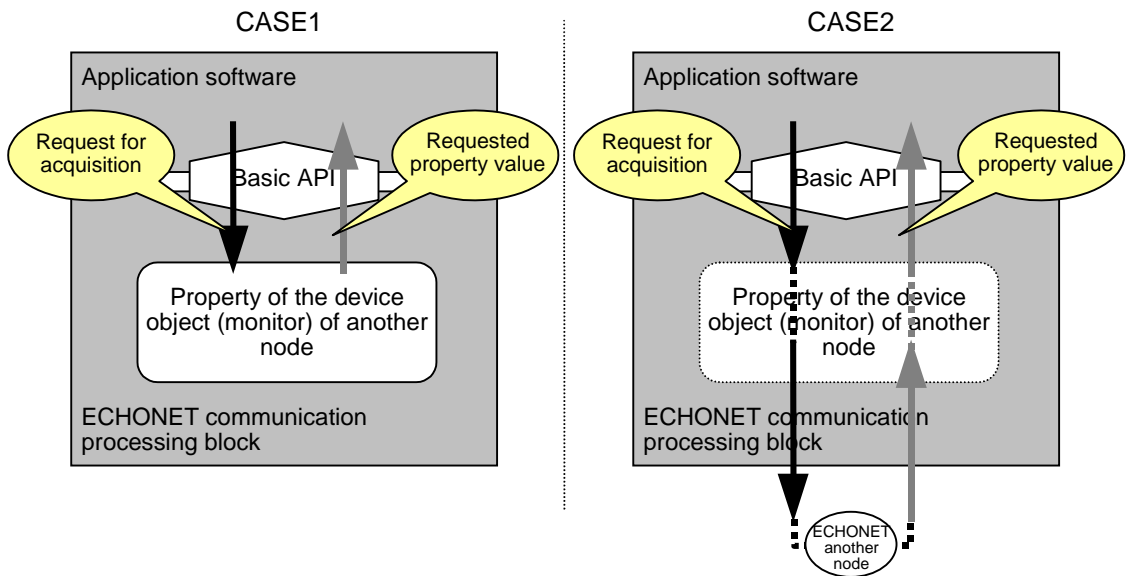 CASE1
Application software
Request for
acquisition
Requested
property value
Basic API
Property of the device
object (monitor) of another
node
ECHONET communication
processing block
CASE2
Application software
Request for
acquisition
Requested
property value
Basic API
Property of the device
object (monitor) of another
node
ECHONET communication
processing block
ECHONET
another
node